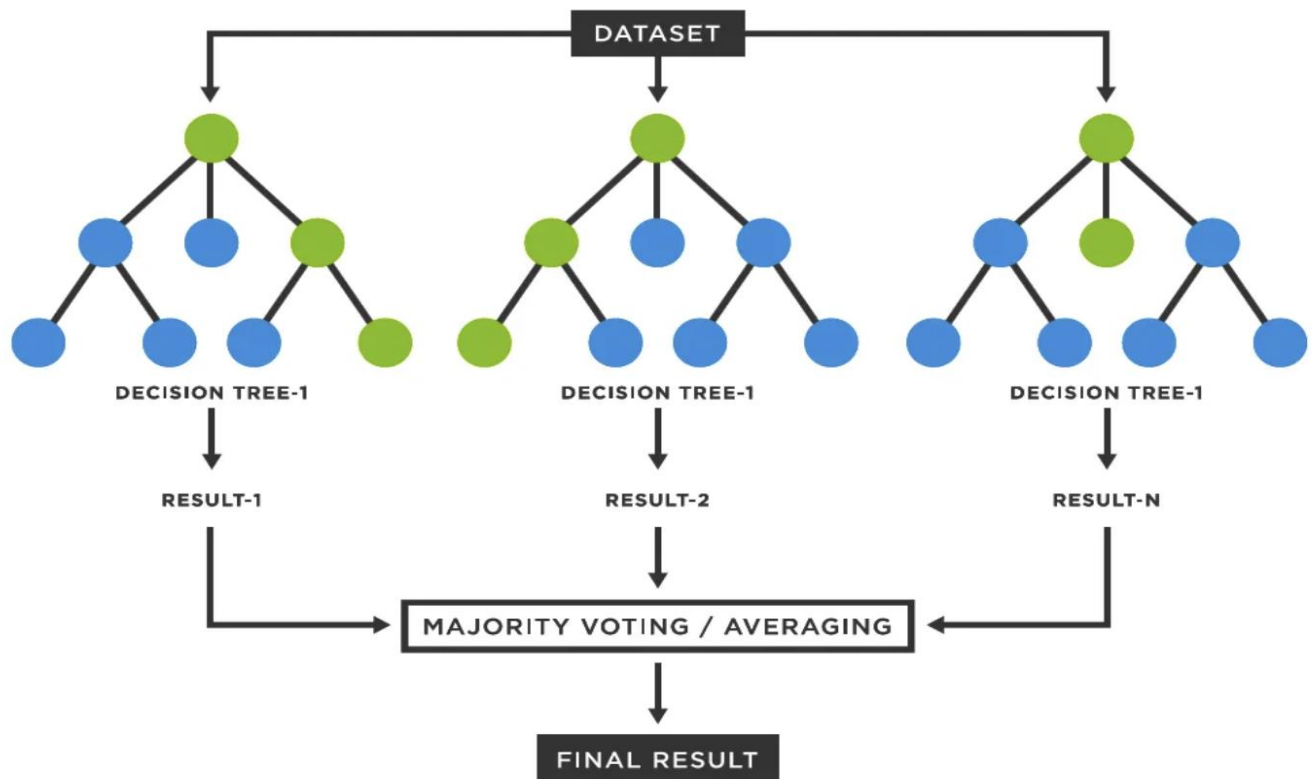 DATASET
DECISION TREE-1
DECISION TREE-1
DECISION TREE-1
RESULT-1
RESULT-2
RESULT-N
MAJORITY VOTING / AVERAGING
FINAL RESULT